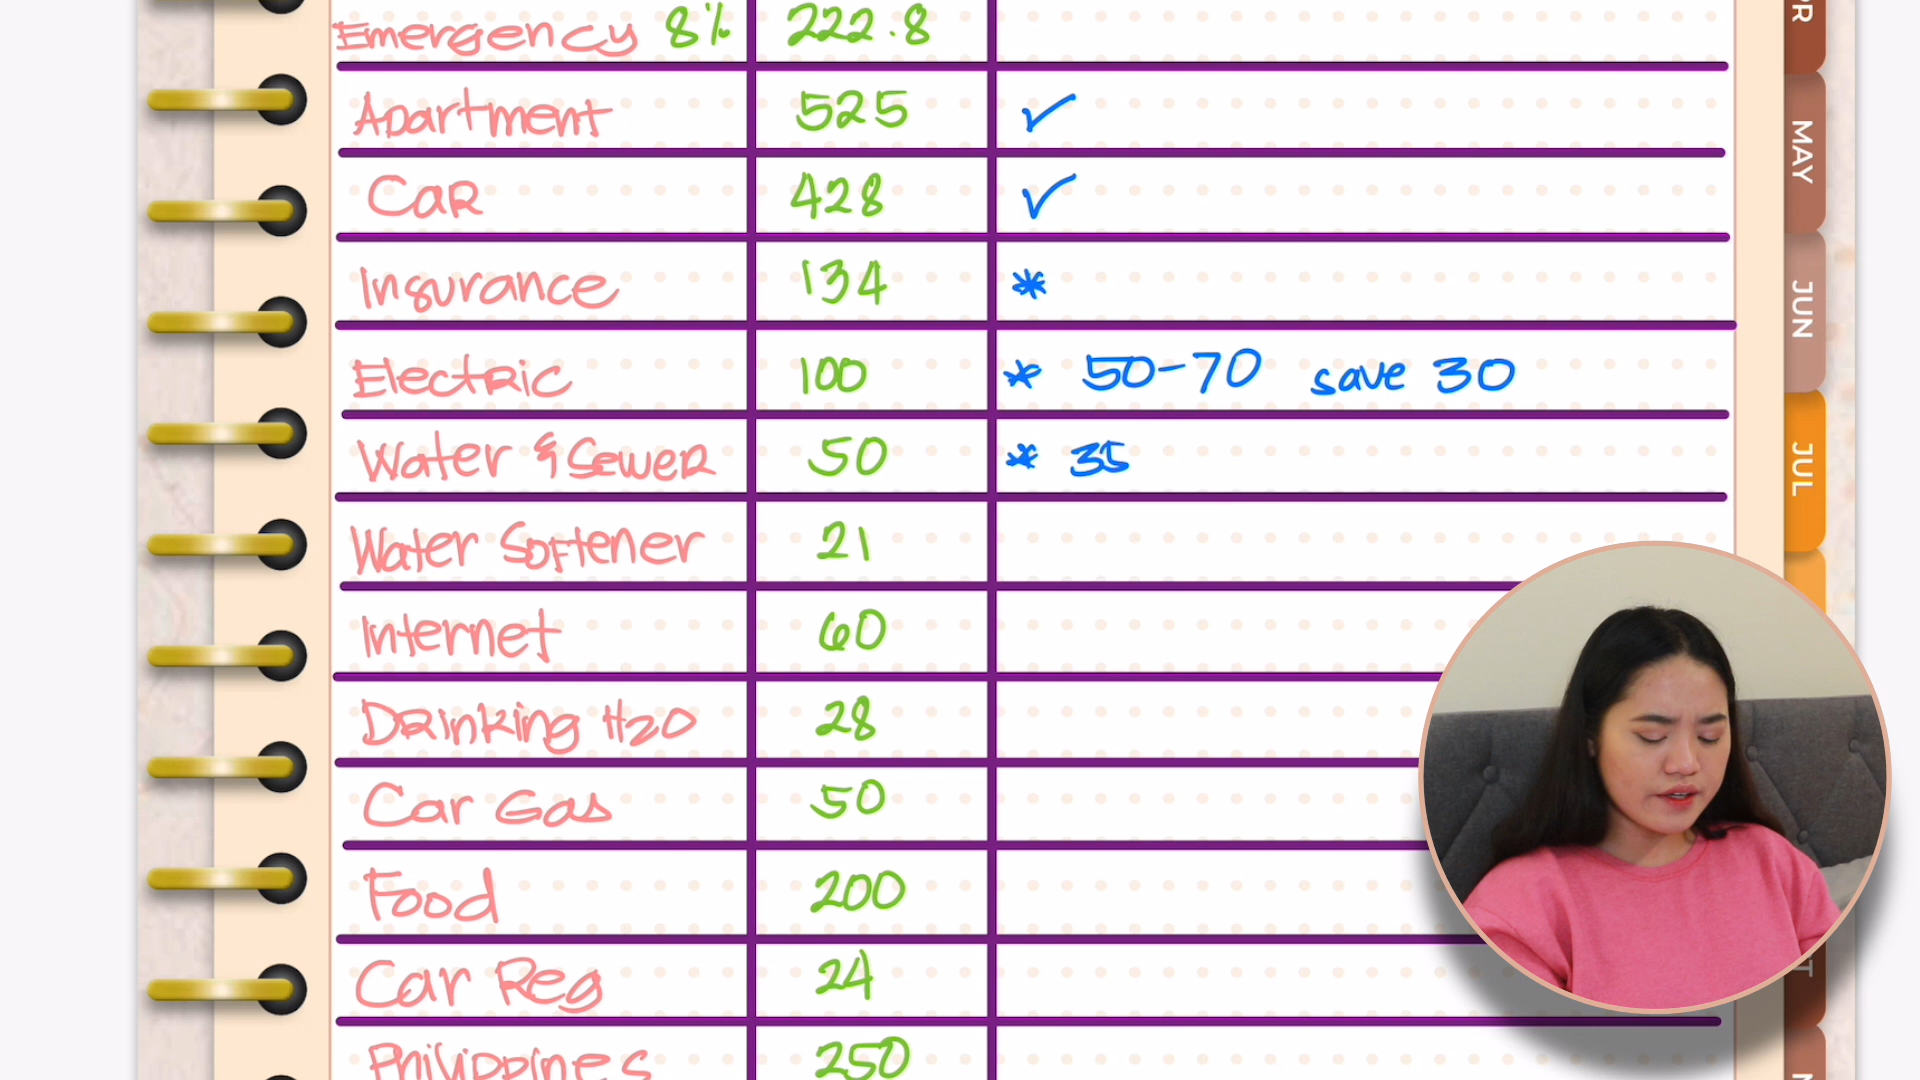 Emergency 8% 222.8
Apartment 525 ✓
Car 428 ✓
Insurance 134 *
Electric 100 * 50-70 save 30
Water & Sewer 50 * 35
Water Softener 21
Internet 60
Drinking H2O 28
Car Gas 50
Food 200
Car Reg 24
Philippines 250
PR
MAY
JUN
JUL
T